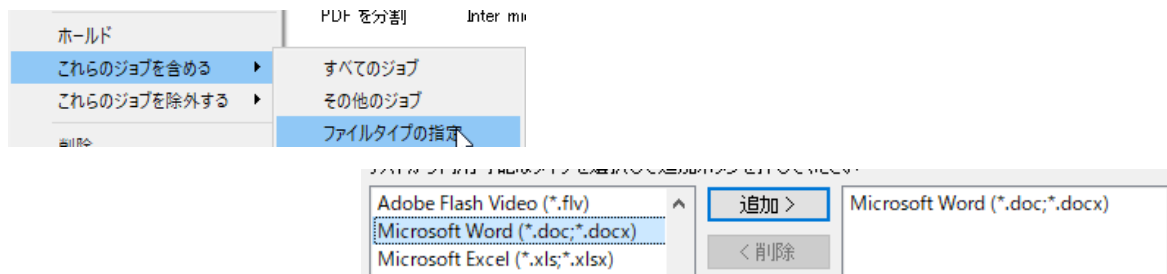 PDF を分割 Inter
ホールド
これらのジョブを含める
すべてのジョブ
これらのジョブを除外する
その他のジョブ
ファイルタイプの指定
削除
Adobe Flash Video (*.flv)
追加 >
Microsoft Word (*.doc;*.docx)
Microsoft Word (*.doc;*.docx)
< 削除
Microsoft Excel (*.xls;*.xlsx)